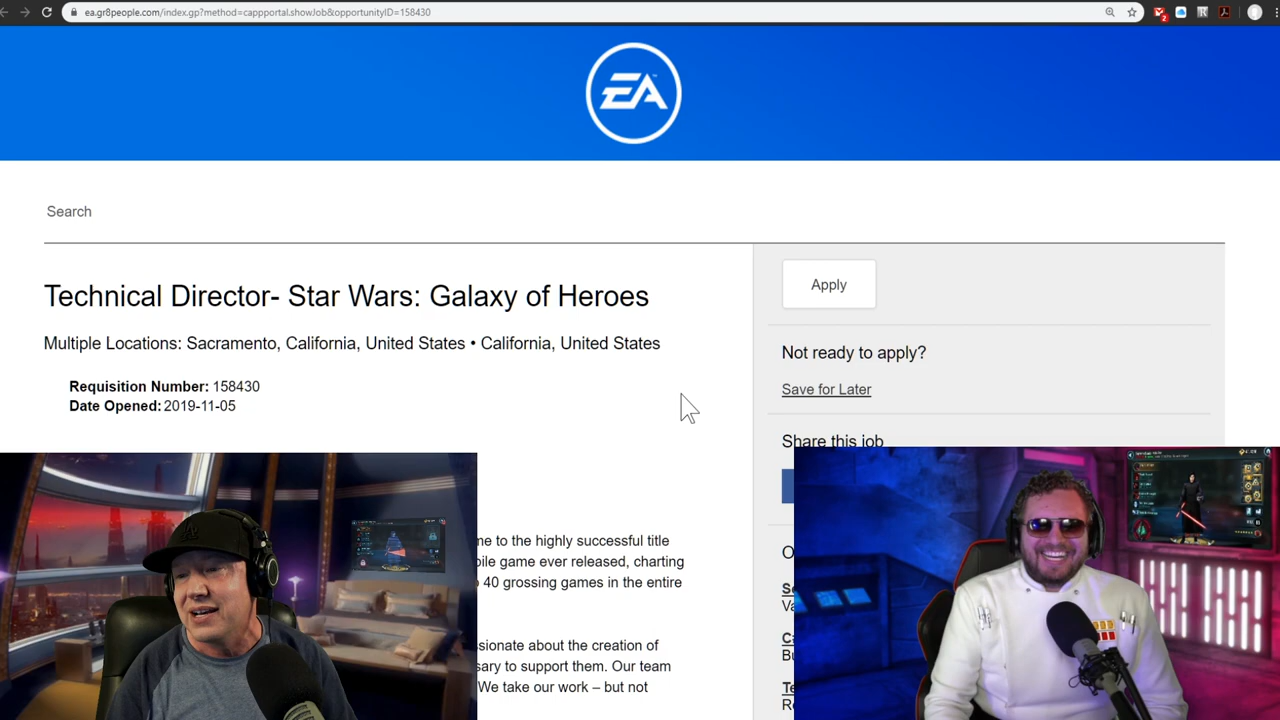 ea.gr8people.com/index.gp?method=cappportal.showJob&opportunityID=158430
2
EA
Search
Technical Director- Star Wars: Galaxy of Heroes
Multiple Locations: Sacramento, California, United States • California, United States
Requisition Number: 158430
Date Opened: 2019-11-05
Apply
Not ready to apply?
Save for Later
Share this job
me to the highly successful title
bile game ever released, charting
40 grossing games in the entire
ssionate about the creation of
sary to support them. Our team
We take our work – but not